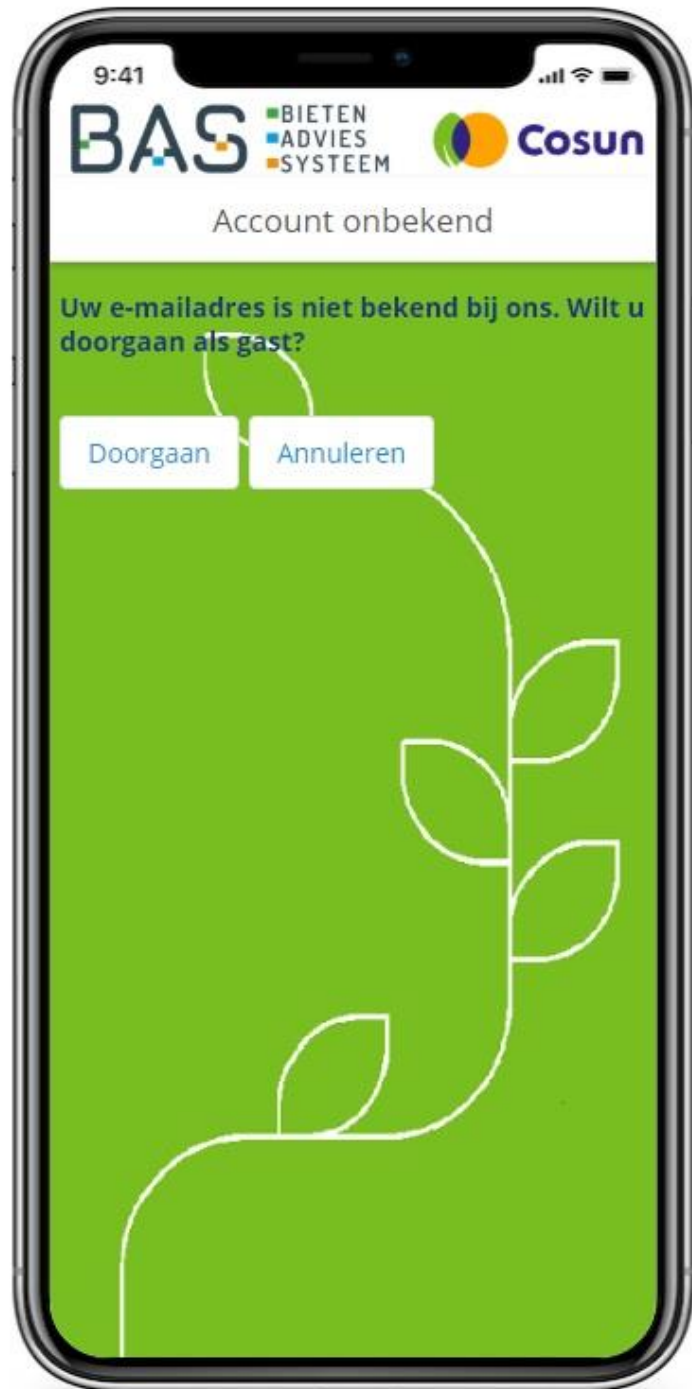 9:41
BAS BIETEN ADVIES SYSTEEM Cosun
Account onbekend
Uw e-mailadres is niet bekend bij ons. Wilt u
doorgaan als gast?
Doorgaan Annuleren